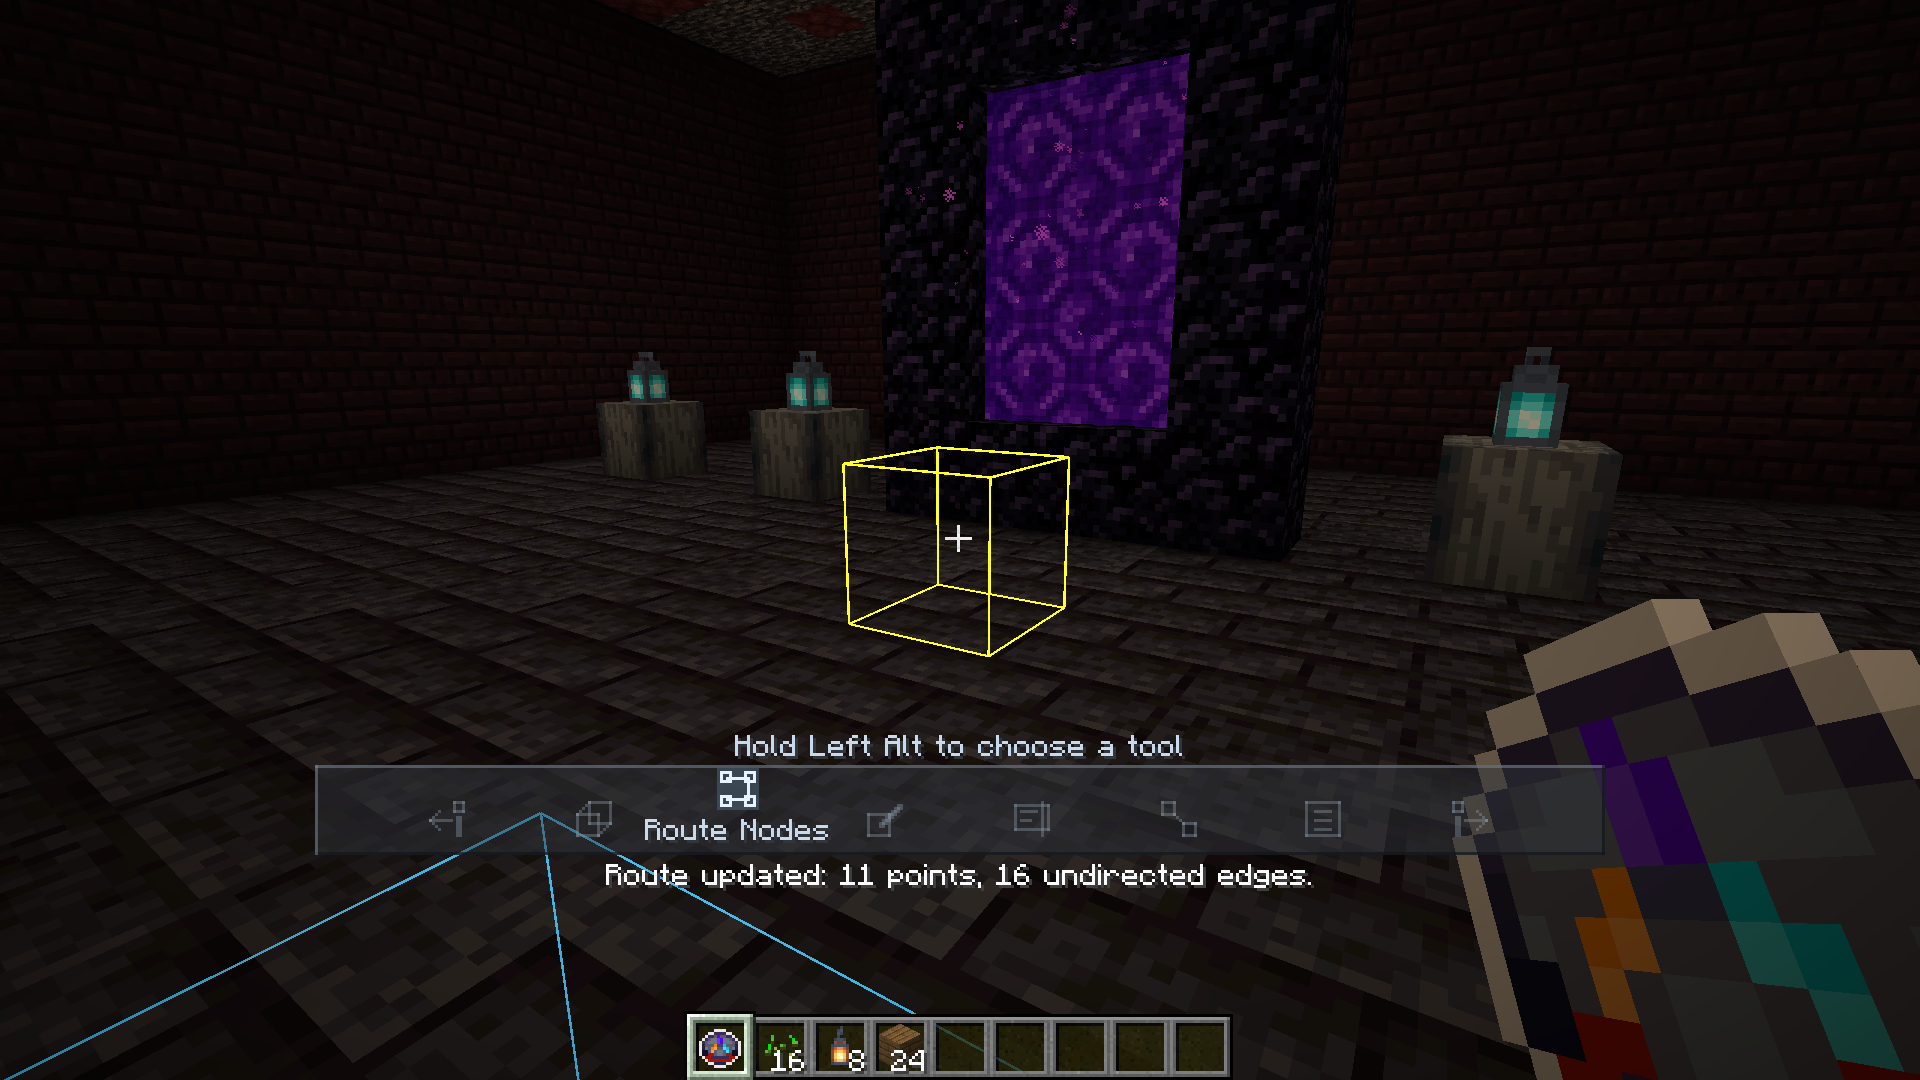 Hold Left Alt to choose a tool
Route Nodes
Route updated: 11 points, 16 undirected edges.
16 8 24